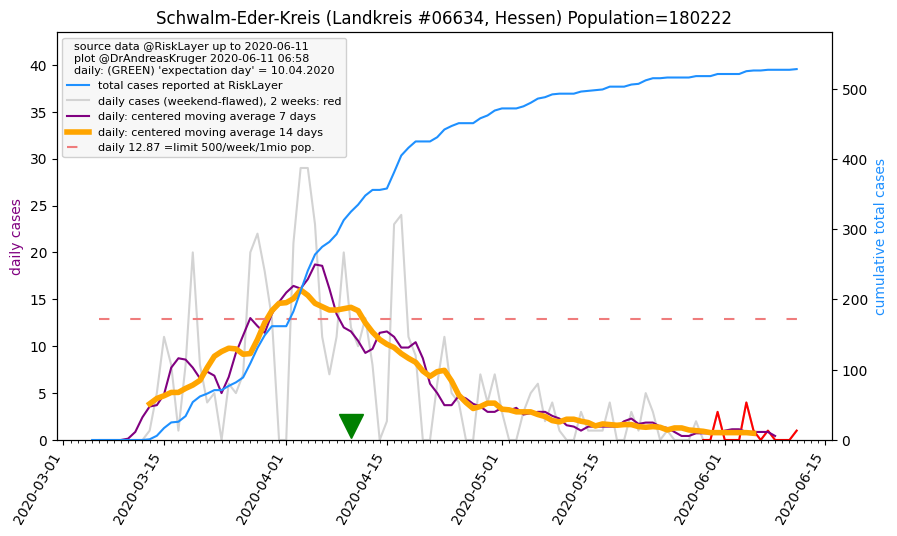 Schwalm-Eder-Kreis (Landkreis #06634, Hessen) Population=180222
source data @RiskLayer up to 2020-06-11
plot @DrAndreasKruger 2020-06-11 06:58
daily: (GREEN) 'expectation day' = 10.04.2020
total cases reported at RiskLayer
daily cases (weekend-flawed), 2 weeks: red
daily: centered moving average 7 days
daily: centered moving average 14 days
daily 12.87 =limit 500/week/1mio pop.
daily cases
40
35
30
25
20
15
10
5
0
cumulative total cases
500
400
300
200
100
0
2020-03-01
2020-03-15
2020-04-01
2020-04-15
2020-05-01
2020-05-15
2020-06-01
2020-06-15